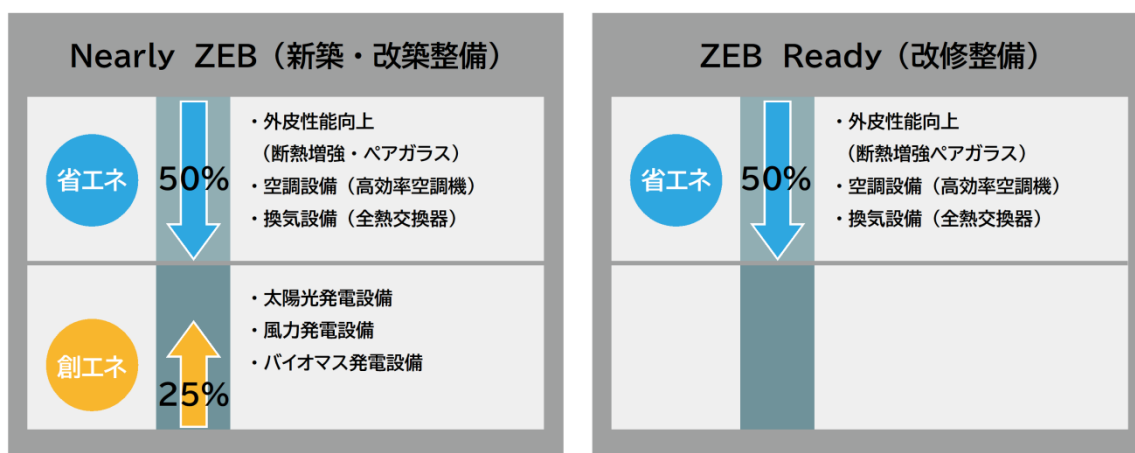 Nearly ZEB（新築・改築整備）
省エネ
50%
・外皮性能向上
（断熱増強・ペアガラス）
・空調設備（高効率空調機）
・換気設備（全熱交換器）
創エネ
25%
・太陽光発電設備
・風力発電設備
・バイオマス発電設備
ZEB Ready（改修整備）
省エネ
50%
・外皮性能向上
（断熱増強ペアガラス）
・空調設備（高効率空調機）
・換気設備（全熱交換器）